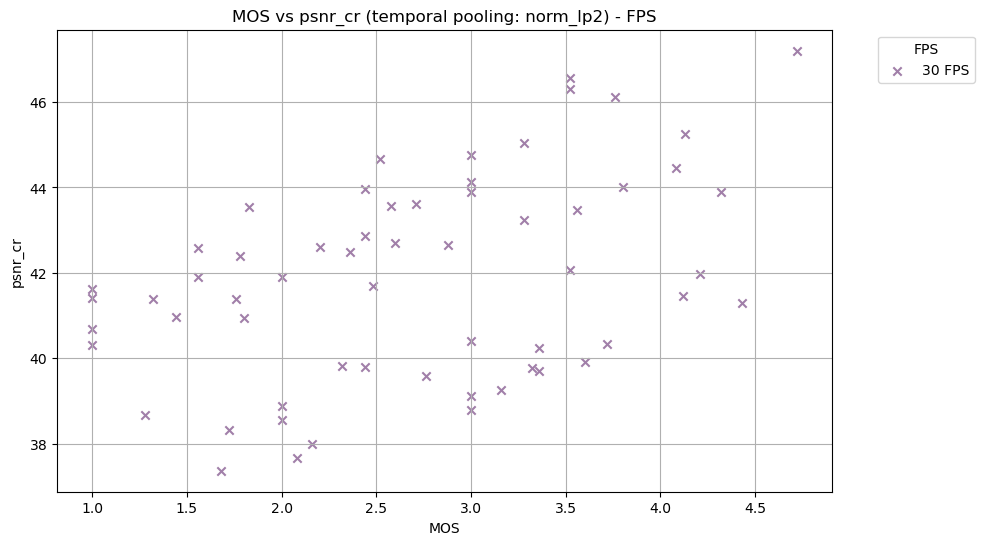 MOS vs psnr_cr (temporal pooling: norm_lp2) - FPS
FPS
30 FPS
psnr_cr
46
44
42
40
38
1.0 1.5 2.0 2.5 3.0 3.5 4.0 4.5
MOS